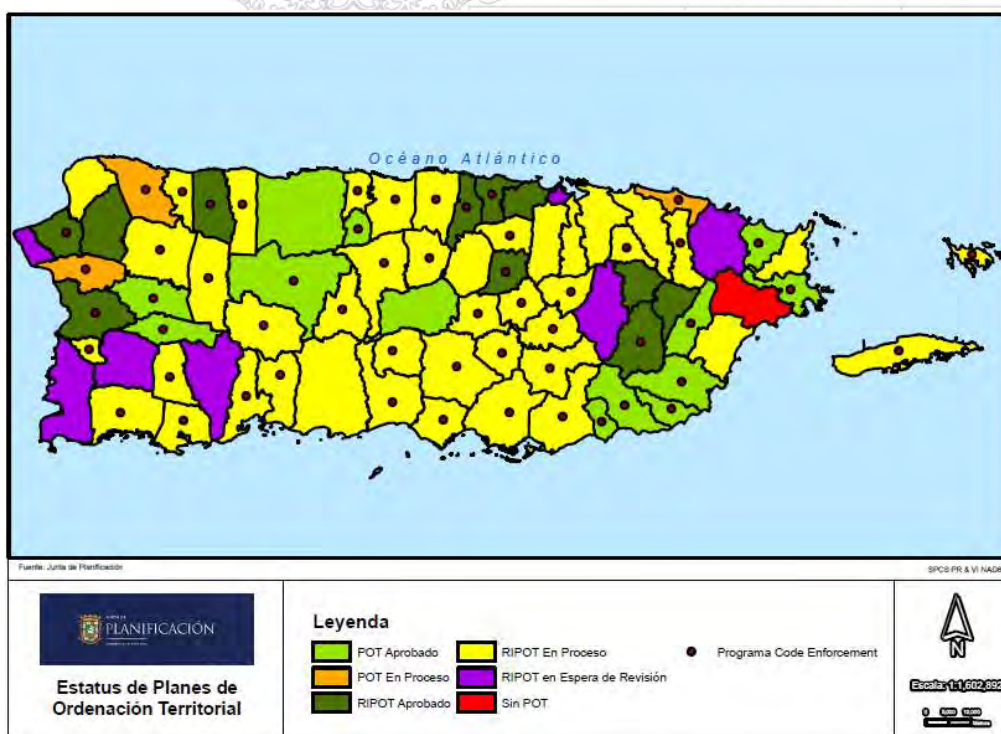 Océano Atlántico
Fuente: Junta de Planificación
SPCS PR & VI NAD8
PLANIFICACIÓN
Estatus de Planes de
Ordenación Territorial
Leyenda
POT Aprobado
RIPOT En Proceso
Programa Code Enforcement
POT En Proceso
RIPOT en Espera de Revisión
RIPOT Aprobado
Sin POT
N
Escala: 1:1,602,892